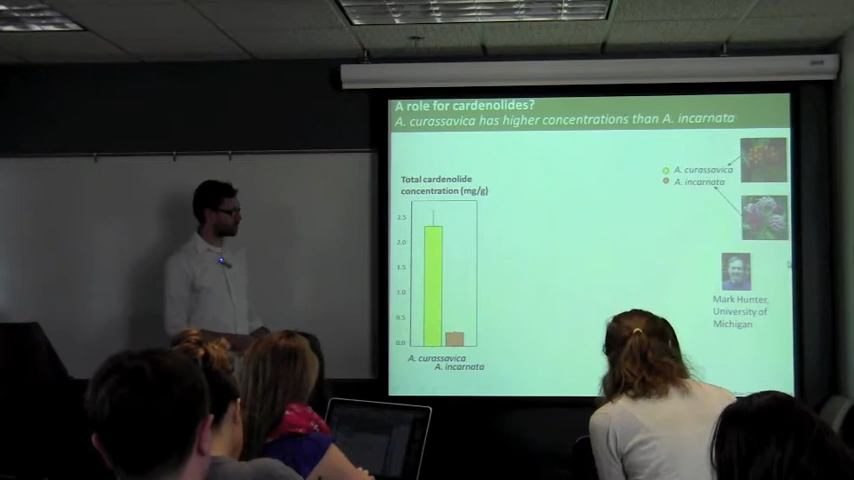 A role for cardenolides?
A. curassavica has higher concentrations than A. incarnata
Total cardenolide
concentration (mg/g)
2.5
2.0
1.5
1.0
0.5
0.0
A. curassavica
A. incarnata
A. curassavica
A. incarnata
Mark Hunter,
University of
Michigan